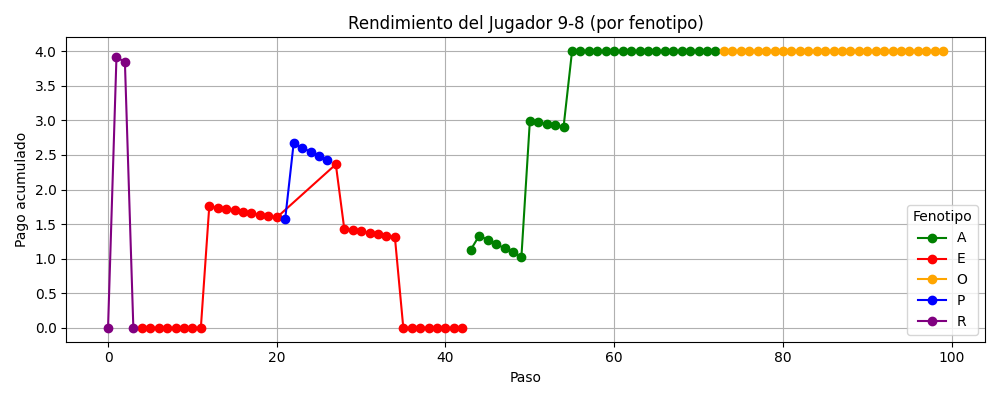 Rendimiento del Jugador 9-8 (por fenotipo)
Pago acumulado
4.0
3.5
3.0
2.5
2.0
1.5
1.0
0.5
0.0
0
20
40
60
80
100
Paso
Fenotipo
A
E
O
P
R